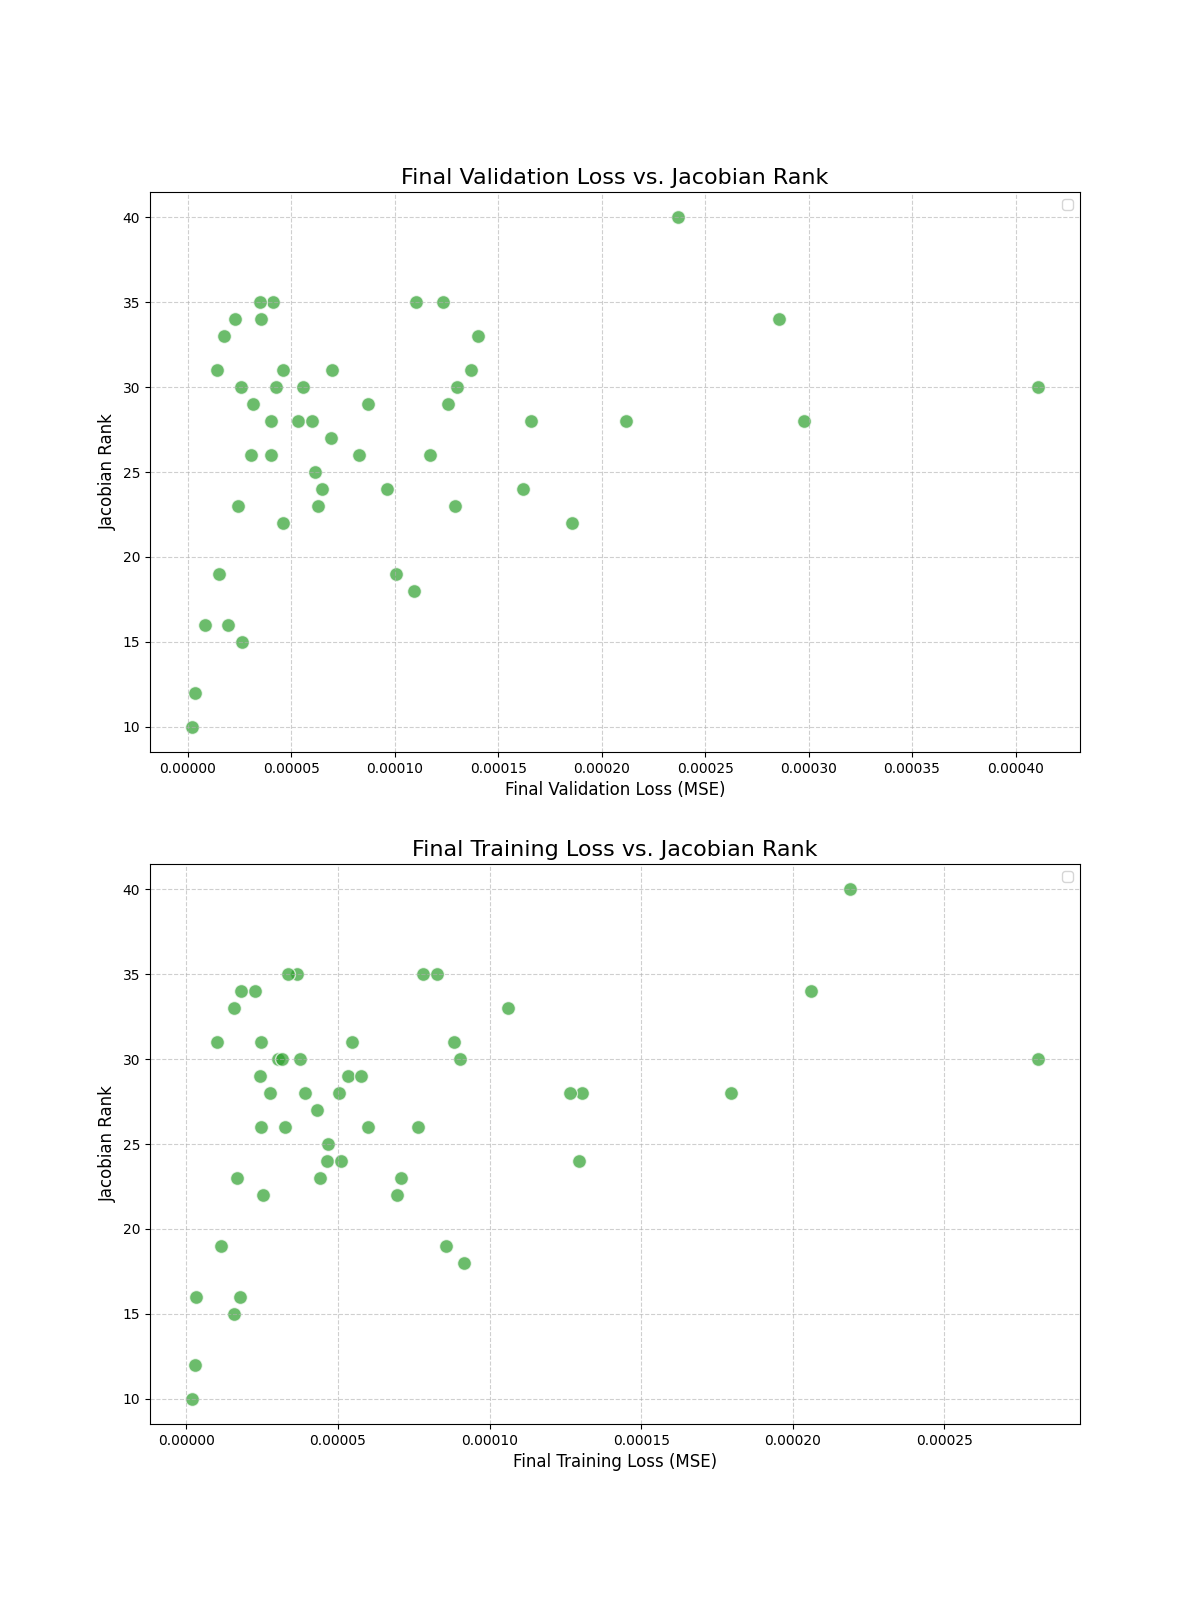 Final Validation Loss vs. Jacobian Rank
40
35
30
25
20
15
10
Jacobian Rank
0.00000 0.00005 0.00010 0.00015 0.00020 0.00025 0.00030 0.00035 0.00040
Final Validation Loss (MSE)
Final Training Loss vs. Jacobian Rank
40
35
30
25
20
15
10
Jacobian Rank
0.00000 0.00005 0.00010 0.00015 0.00020 0.00025
Final Training Loss (MSE)